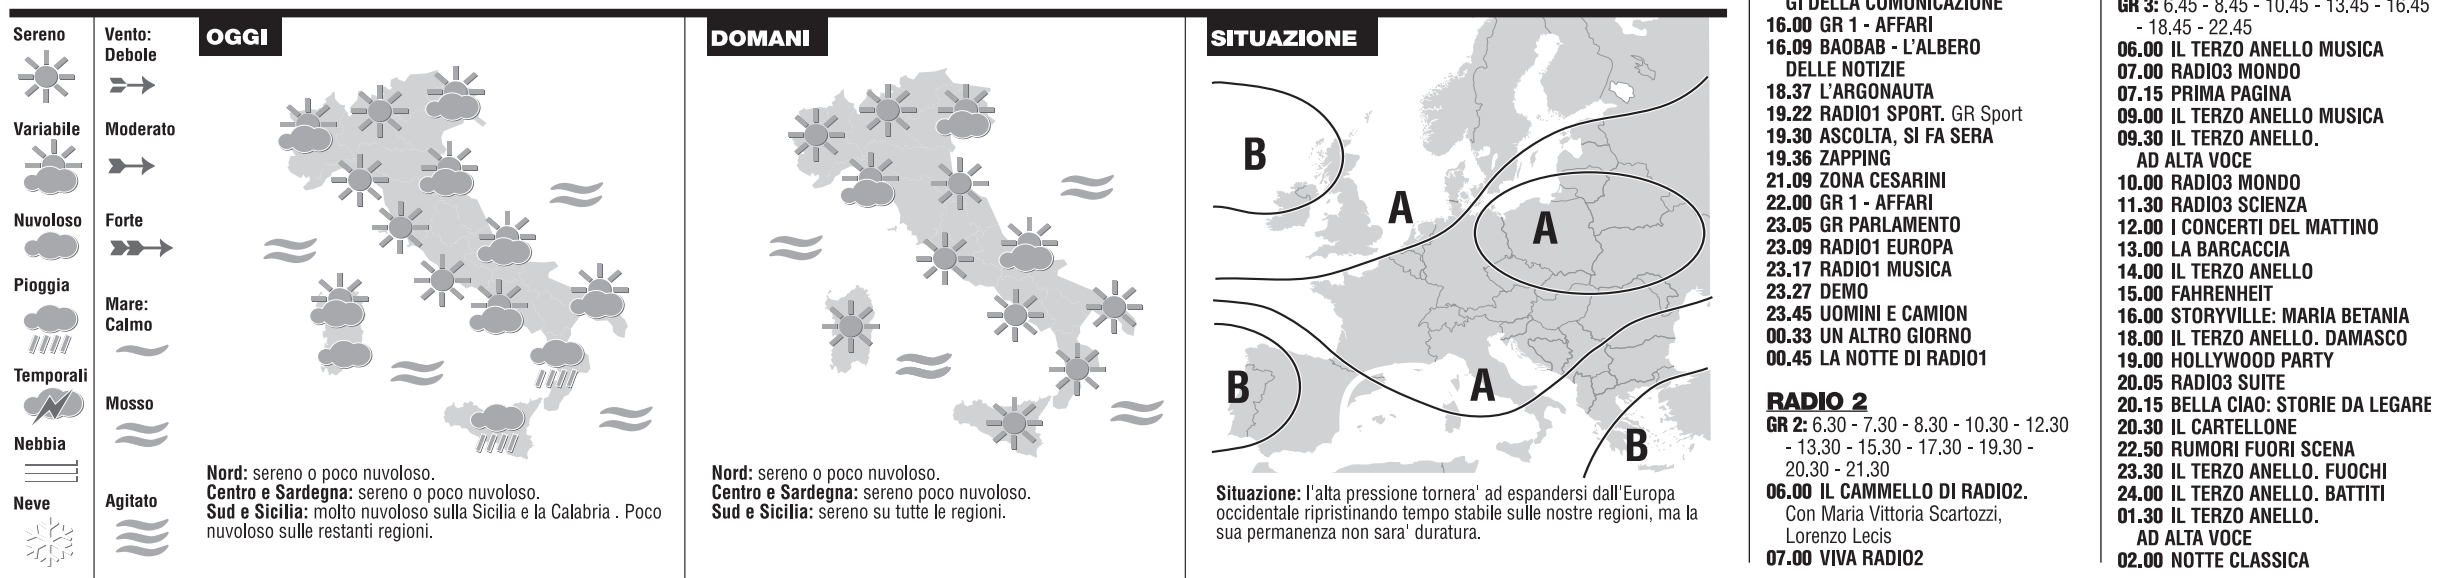 Sereno
Variabile
Nuvoloso
Pioggia
Temporali
Nebbia
Neve
Vento:
Debole
Moderato
Forte
Mare:
Calmo
Mosso
Agitato
OGGI
Nord: sereno o poco nuvoloso.
Centro e Sardegna: sereno o poco nuvoloso.
Sud e Sicilia: molto nuvoloso sulla Sicilia e la Calabria . Poco
nuvoloso sulle restanti regioni.
DOMANI
Nord: sereno o poco nuvoloso.
Centro e Sardegna: sereno poco nuvoloso.
Sud e Sicilia: sereno su tutte le regioni.
SITUAZIONE
B
A
A
B
A
B
Situazione: l'alta pressione tornera' ad espandersi dall'Europa
occidentale ripristinando tempo stabile sulle nostre regioni, ma la
sua permanenza non sara' duratura.
GI DELLA COMUNICAZIONE
16.00 GR 1 - AFFARI
16.09 BAOBAB - L'ALBERO
DELLE NOTIZIE
18.37 L'ARGONAUTA
19.22 RADIO1 SPORT. GR Sport
19.30 ASCOLTA, SI FA SERA
19.36 ZAPPING
21.09 ZONA CESARINI
22.00 GR 1 - AFFARI
23.05 GR PARLAMENTO
23.09 RADIO1 EUROPA
23.17 RADIO1 MUSICA
23.27 DEMO
23.45 UOMINI E CAMION
00.33 UN ALTRO GIORNO
00.45 LA NOTTE DI RADIO1
RADIO 2
GR 2: 6.30 - 7.30 - 8.30 - 10.30 - 12.30
- 13.30 - 15.30 - 17.30 - 19.30 -
20.30 - 21.30
06.00 IL CAMMELLO DI RADIO2.
Con Maria Vittoria Scartozzi,
Lorenzo Lecis
07.00 VIVA RADIO2
GR 3: 6.45 - 8.45 - 10.45 - 13.45 - 16.45
- 18.45 - 22.45
06.00 IL TERZO ANELLO MUSICA
07.00 RADIO3 MONDO
07.15 PRIMA PAGINA
09.00 IL TERZO ANELLO MUSICA
09.30 IL TERZO ANELLO.
AD ALTA VOCE
10.00 RADIO3 MONDO
11.30 RADIO3 SCIENZA
12.00 I CONCERTI DEL MATTINO
13.00 LA BARCACCIA
14.00 IL TERZO ANELLO
15.00 FAHRENHEIT
16.00 STORYVILLE: MARIA BETANIA
18.00 IL TERZO ANELLO. DAMASCO
19.00 HOLLYWOOD PARTY
20.05 RADIO3 SUITE
20.15 BELLA CIAO: STORIE DA LEGARE
20.30 IL CARTELLONE
22.50 RUMORI FUORI SCENA
23.30 IL TERZO ANELLO. FUOCHI
24.00 IL TERZO ANELLO. BATTITI
01.30 IL TERZO ANELLO.
AD ALTA VOCE
02.00 NOTTE CLASSICA